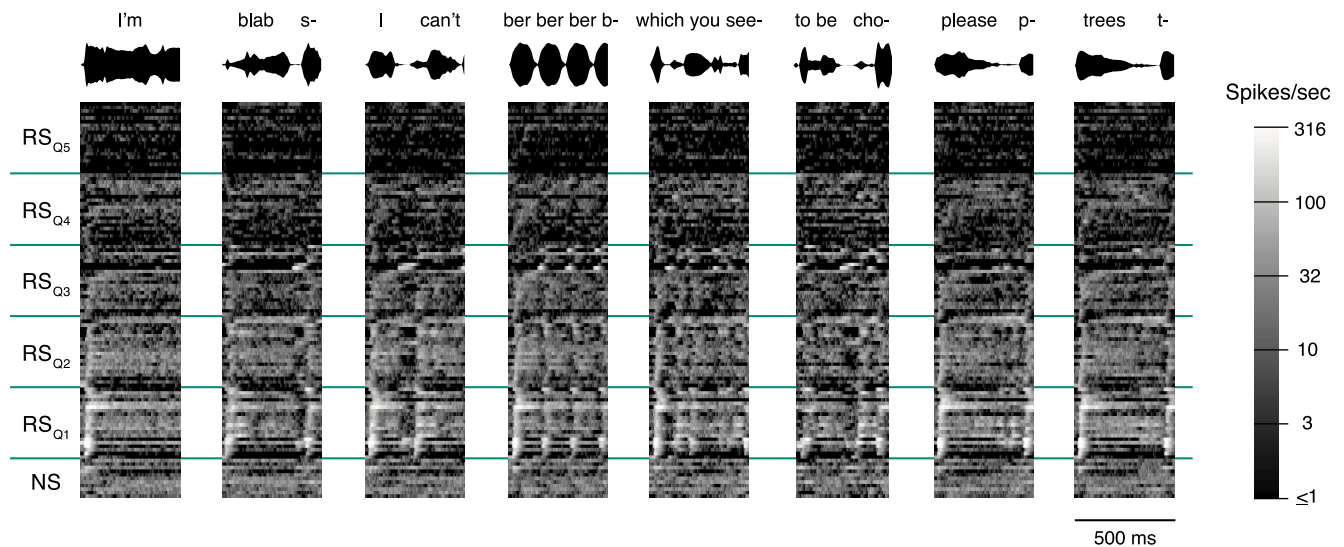 I'm blab s- I can't ber ber ber b- which you see- to be cho- please p- trees t-
Spikes/sec
RSQ5
RSQ4
RSQ3
RSQ2
RSQ1
NS
316
100
32
10
3
≤1
500 ms